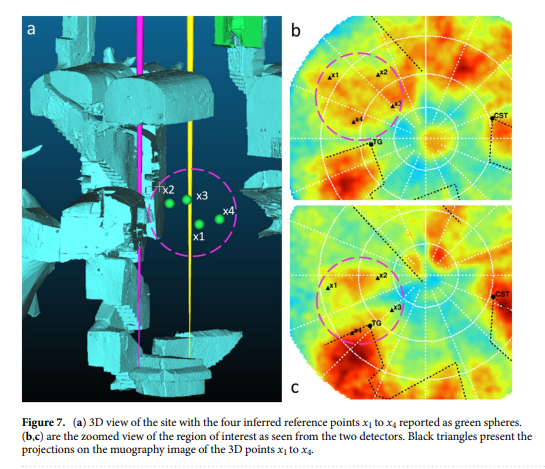 a
x2
x3
x4
x1
b
x1
x2
x3
x4
TG
CST
x1
x2
x3
x4
TG
CST
c
Figure 7. (a) 3D view of the site with the four inferred reference points x1 to x4 reported as green spheres.
(b,c) are the zoomed view of the region of interest as seen from the two detectors. Black triangles present the
projections on the muography image of the 3D points x1 to x4.